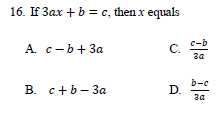 16. If 3ax + b = c, then x equals
A. c – b + 3a
C. c–b/3a
B. c + b – 3a
D. b–c/3a